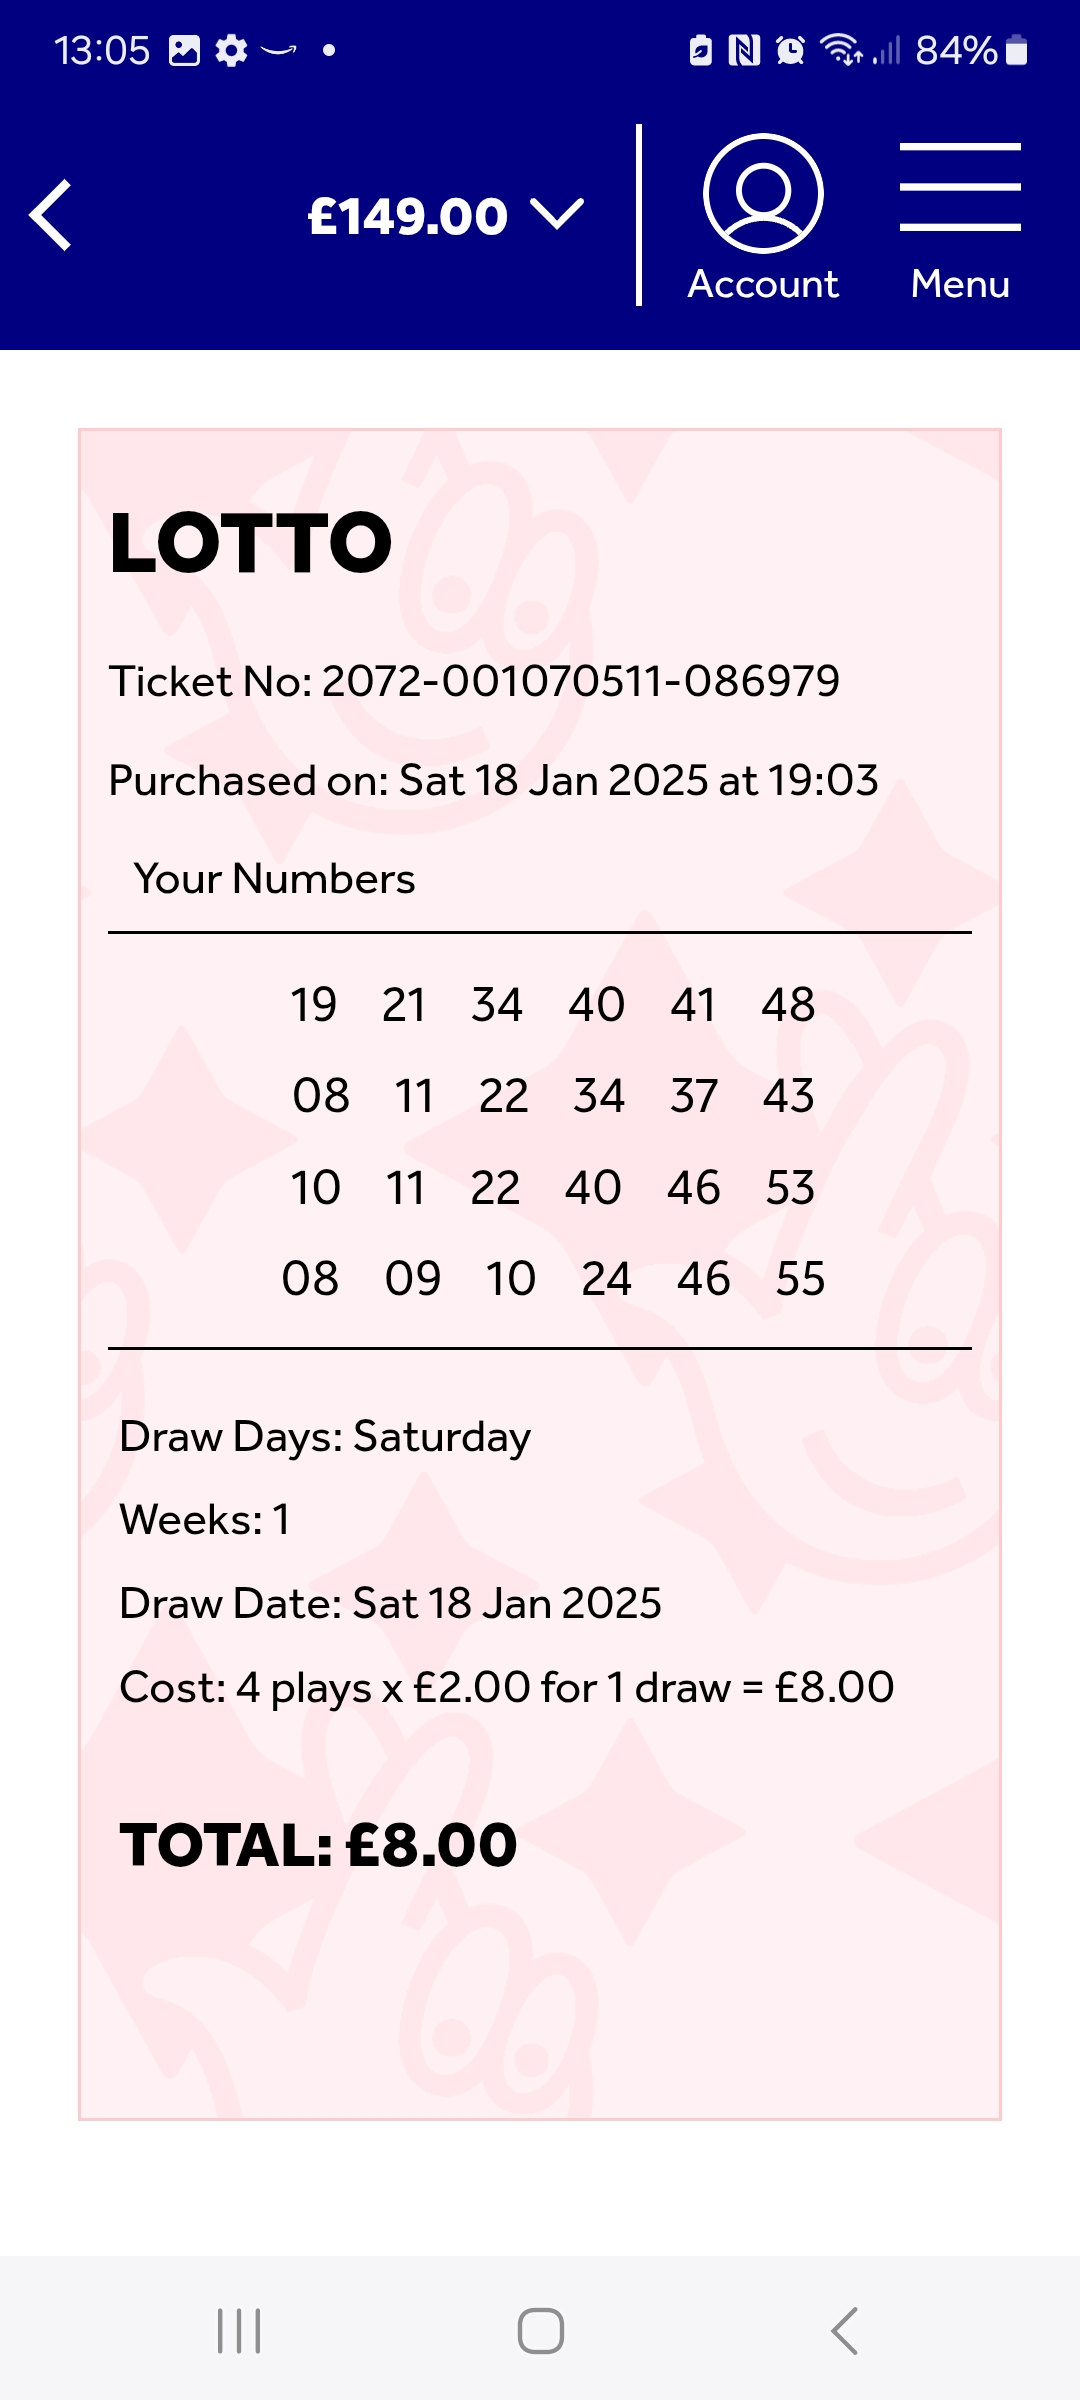 13:05 84%
£149.00
Account Menu
LOTTO
Ticket No: 2072-001070511-086979
Purchased on: Sat 18 Jan 2025 at 19:03
Your Numbers
19 21 34 40 41 48
08 11 22 34 37 43
10 11 22 40 46 53
08 09 10 24 46 55
Draw Days: Saturday
Weeks: 1
Draw Date: Sat 18 Jan 2025
Cost: 4 plays x £2.00 for 1 draw = £8.00
TOTAL: £8.00